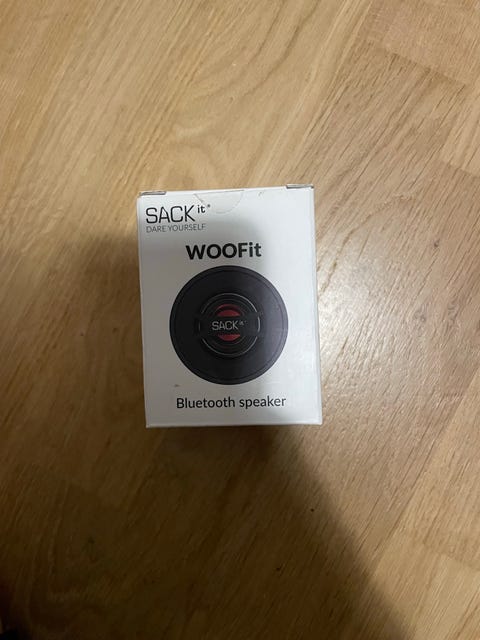 SACKit®
DARE YOURSELF
WOOFit
SACKit
Bluetooth speaker